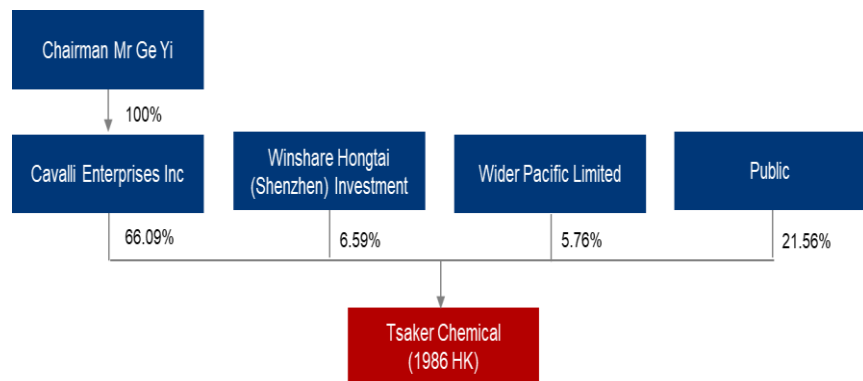 Chairman Mr Ge Yi
100%
Cavalli Enterprises Inc
Winshare Hongtai
(Shenzhen) Investment
Wider Pacific Limited
Public
66.09%
6.59%
5.76%
21.56%
Tsaker Chemical
(1986 HK)